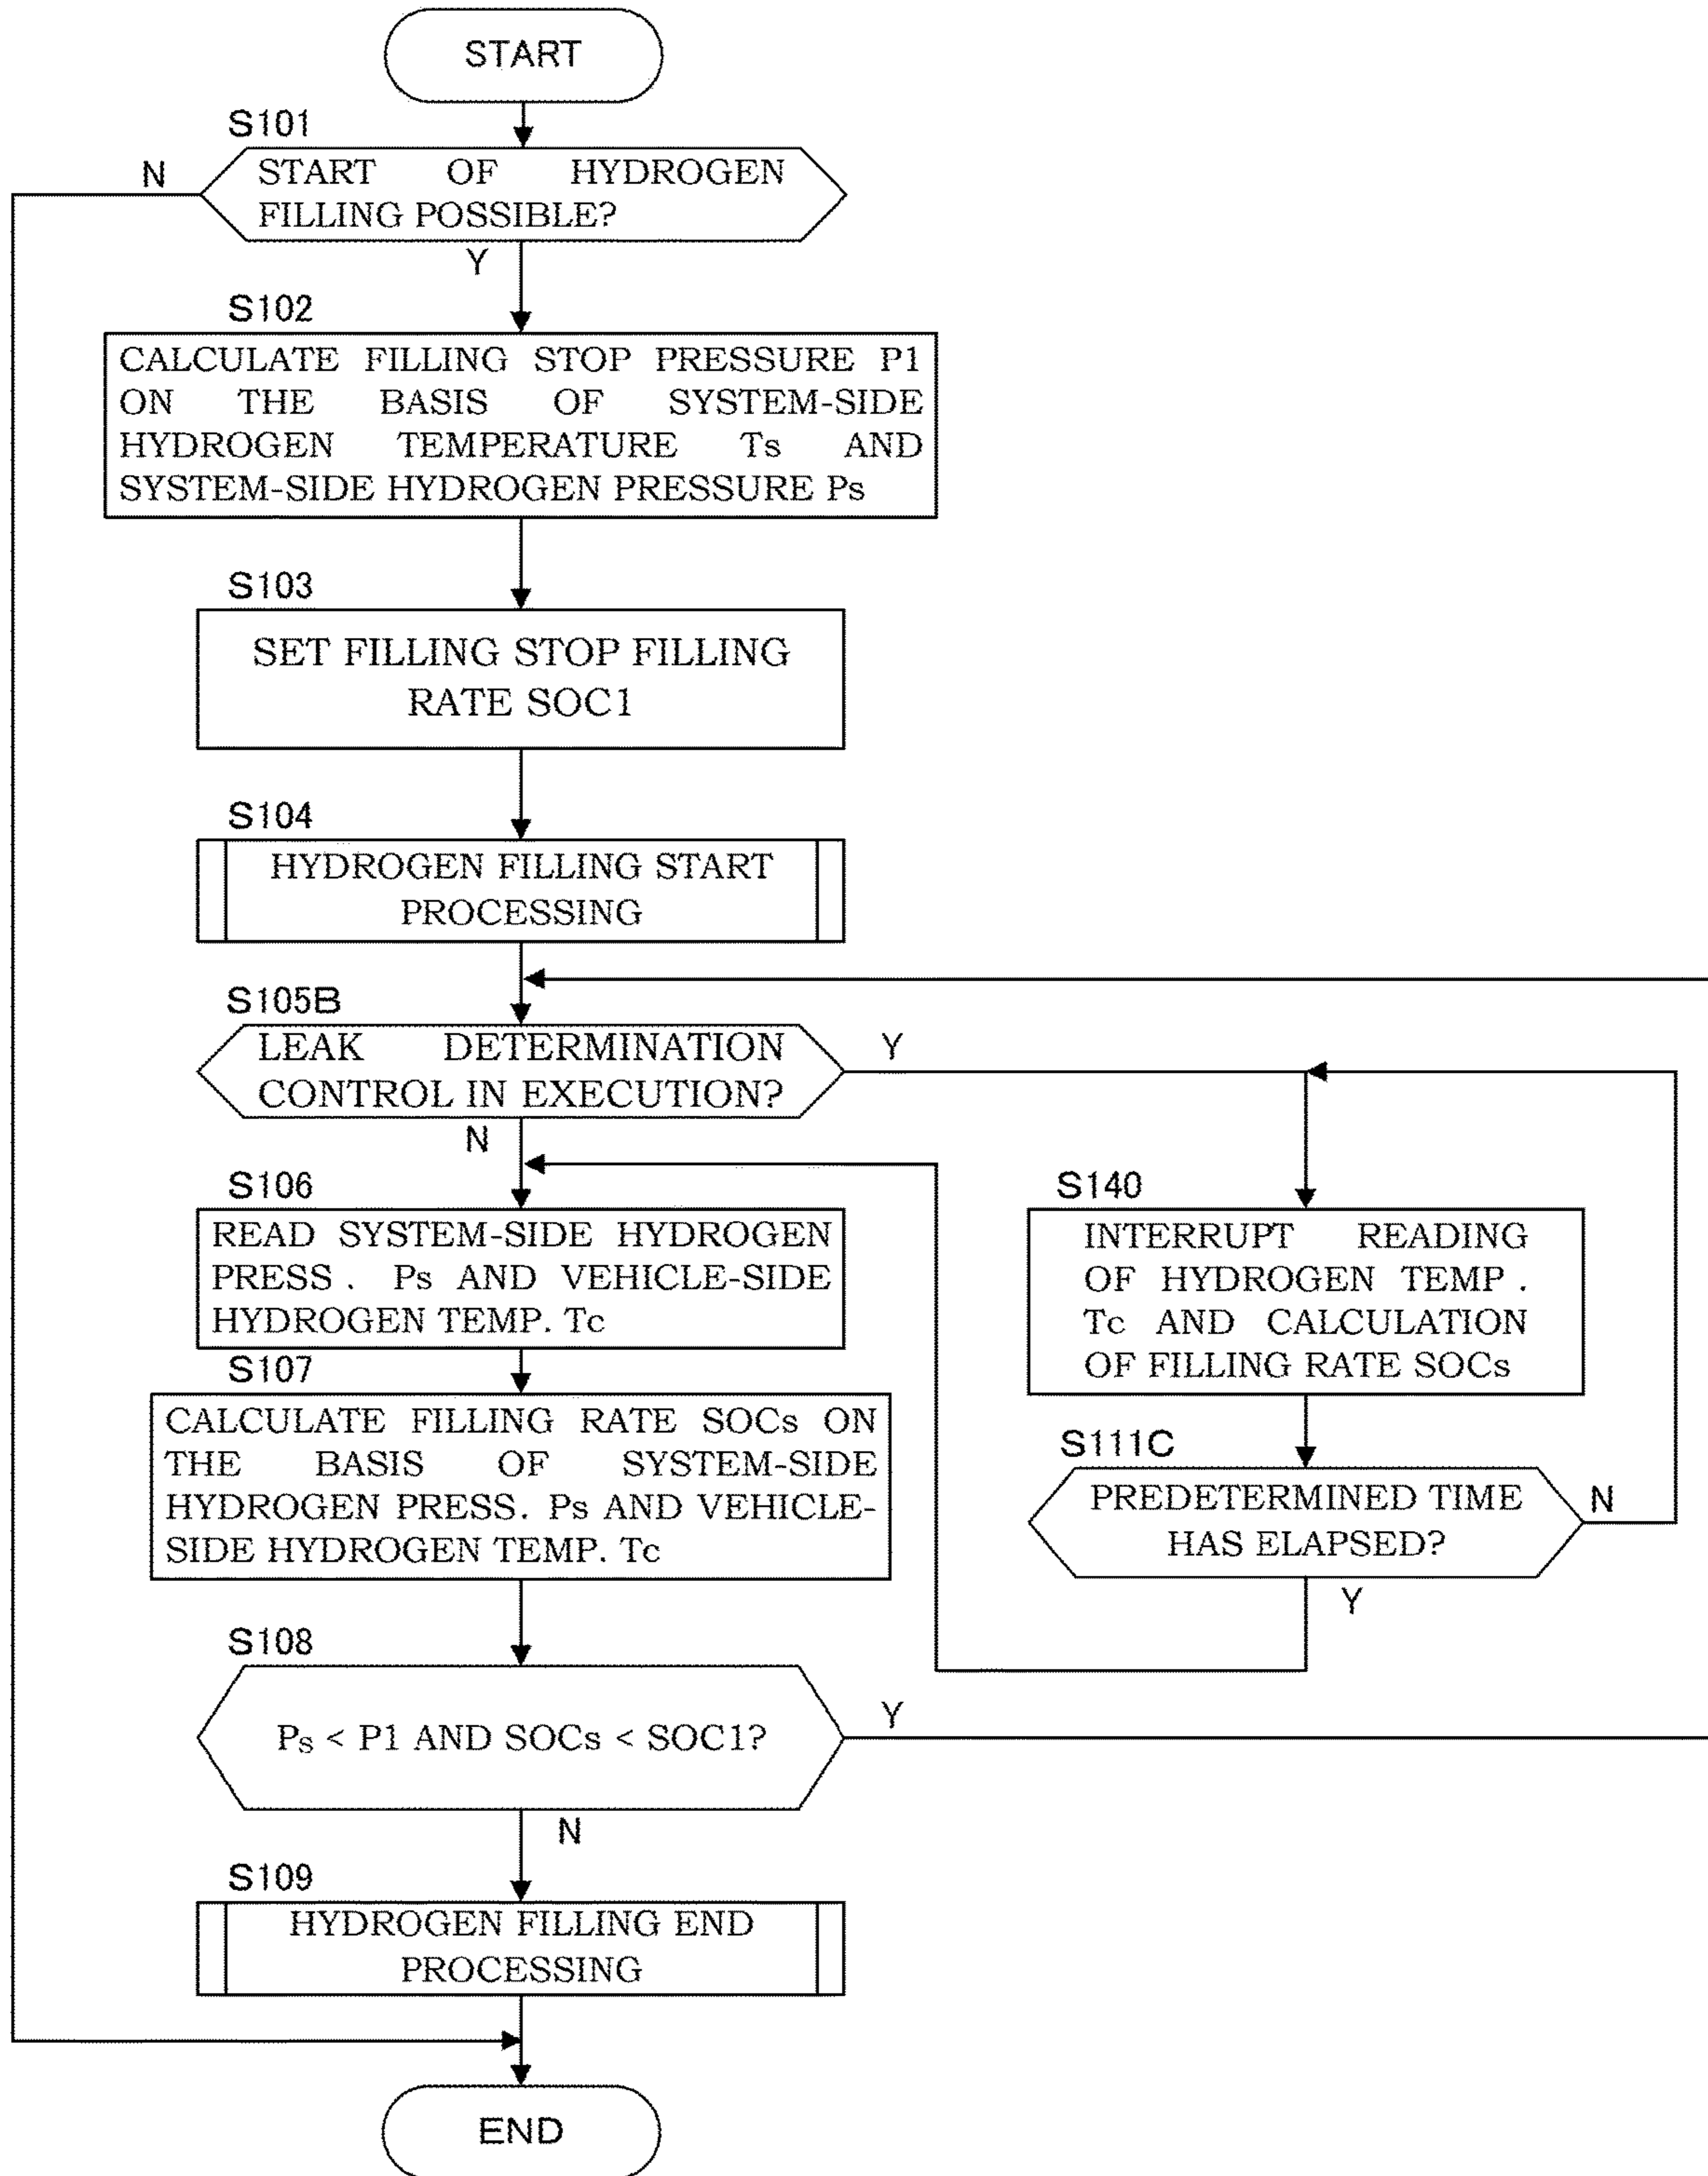 START
S101
N
START OF HYDROGEN
FILLING POSSIBLE?
Y
S102
CALCULATE FILLING STOP PRESSURE P1
ON THE BASIS OF SYSTEM-SIDE
HYDROGEN TEMPERATURE Ts AND
SYSTEM-SIDE HYDROGEN PRESSURE Ps
S103
SET FILLING STOP FILLING
RATE SOC1
S104
HYDROGEN FILLING START
PROCESSING
S105B
LEAK DETERMINATION
CONTROL IN EXECUTION?
Y
N
S106
READ SYSTEM-SIDE HYDROGEN
PRESS . Ps AND VEHICLE-SIDE
HYDROGEN TEMP. Tc
S107
CALCULATE FILLING RATE SOCs ON
THE BASIS OF SYSTEM-SIDE
HYDROGEN PRESS. Ps AND VEHICLE-
SIDE HYDROGEN TEMP. Tc
S140
INTERRUPT READING
OF HYDROGEN TEMP .
Tc AND CALCULATION
OF FILLING RATE SOCs
S111C
PREDETERMINED TIME
HAS ELAPSED?
N
Y
S108
Ps < P1 AND SOCs < SOC1?
Y
N
S109
HYDROGEN FILLING END
PROCESSING
END